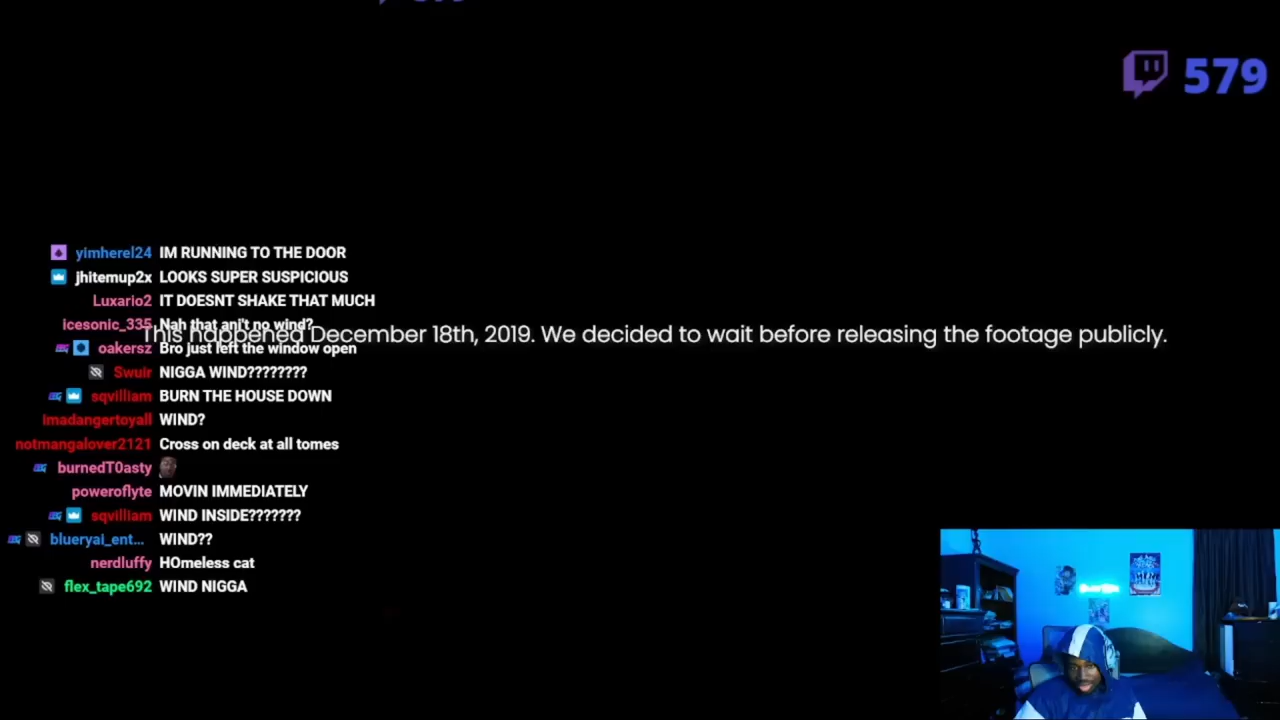 579
yimherel24 IM RUNNING TO THE DOOR
jhitemup2x LOOKS SUPER SUSPICIOUS
Luxario2 IT DOESNT SHAKE THAT MUCH
icesonic_335 Nah that ani't no wind?
This happened December 18th, 2019. We decided to wait before releasing the footage publicly.
oakersz Bro just left the window open
Swuir NIGGA WIND????????
sqvilliam BURN THE HOUSE DOWN
imadangertoyall WIND?
notmangalover2121 Cross on deck at all tomes
burnedT0asty
poweroflyte MOVIN IMMEDIATELY
sqvilliam WIND INSIDE???????
blueryai_ent... WIND??
nerdluffy HOmeless cat
flex_tape692 WIND NIGGA